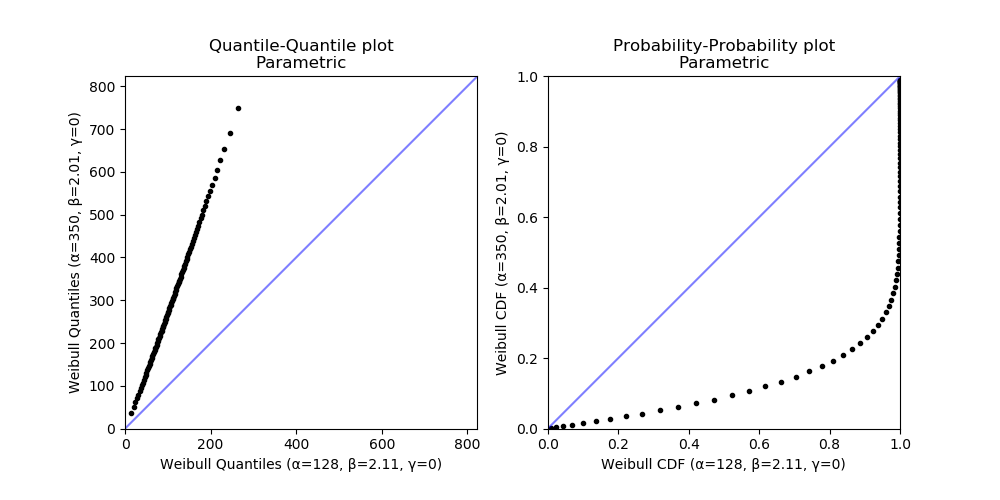 Quantile-Quantile plot
Parametric
Weibull Quantiles (α=350, β=2.01, γ=0)
800
700
600
500
400
300
200
100
0
0 200 400 600 800
Weibull Quantiles (α=128, β=2.11, γ=0)
Probability-Probability plot
Parametric
Weibull CDF (α=350, β=2.01, γ=0)
1.0
0.8
0.6
0.4
0.2
0.0
0.0 0.2 0.4 0.6 0.8 1.0
Weibull CDF (α=128, β=2.11, γ=0)